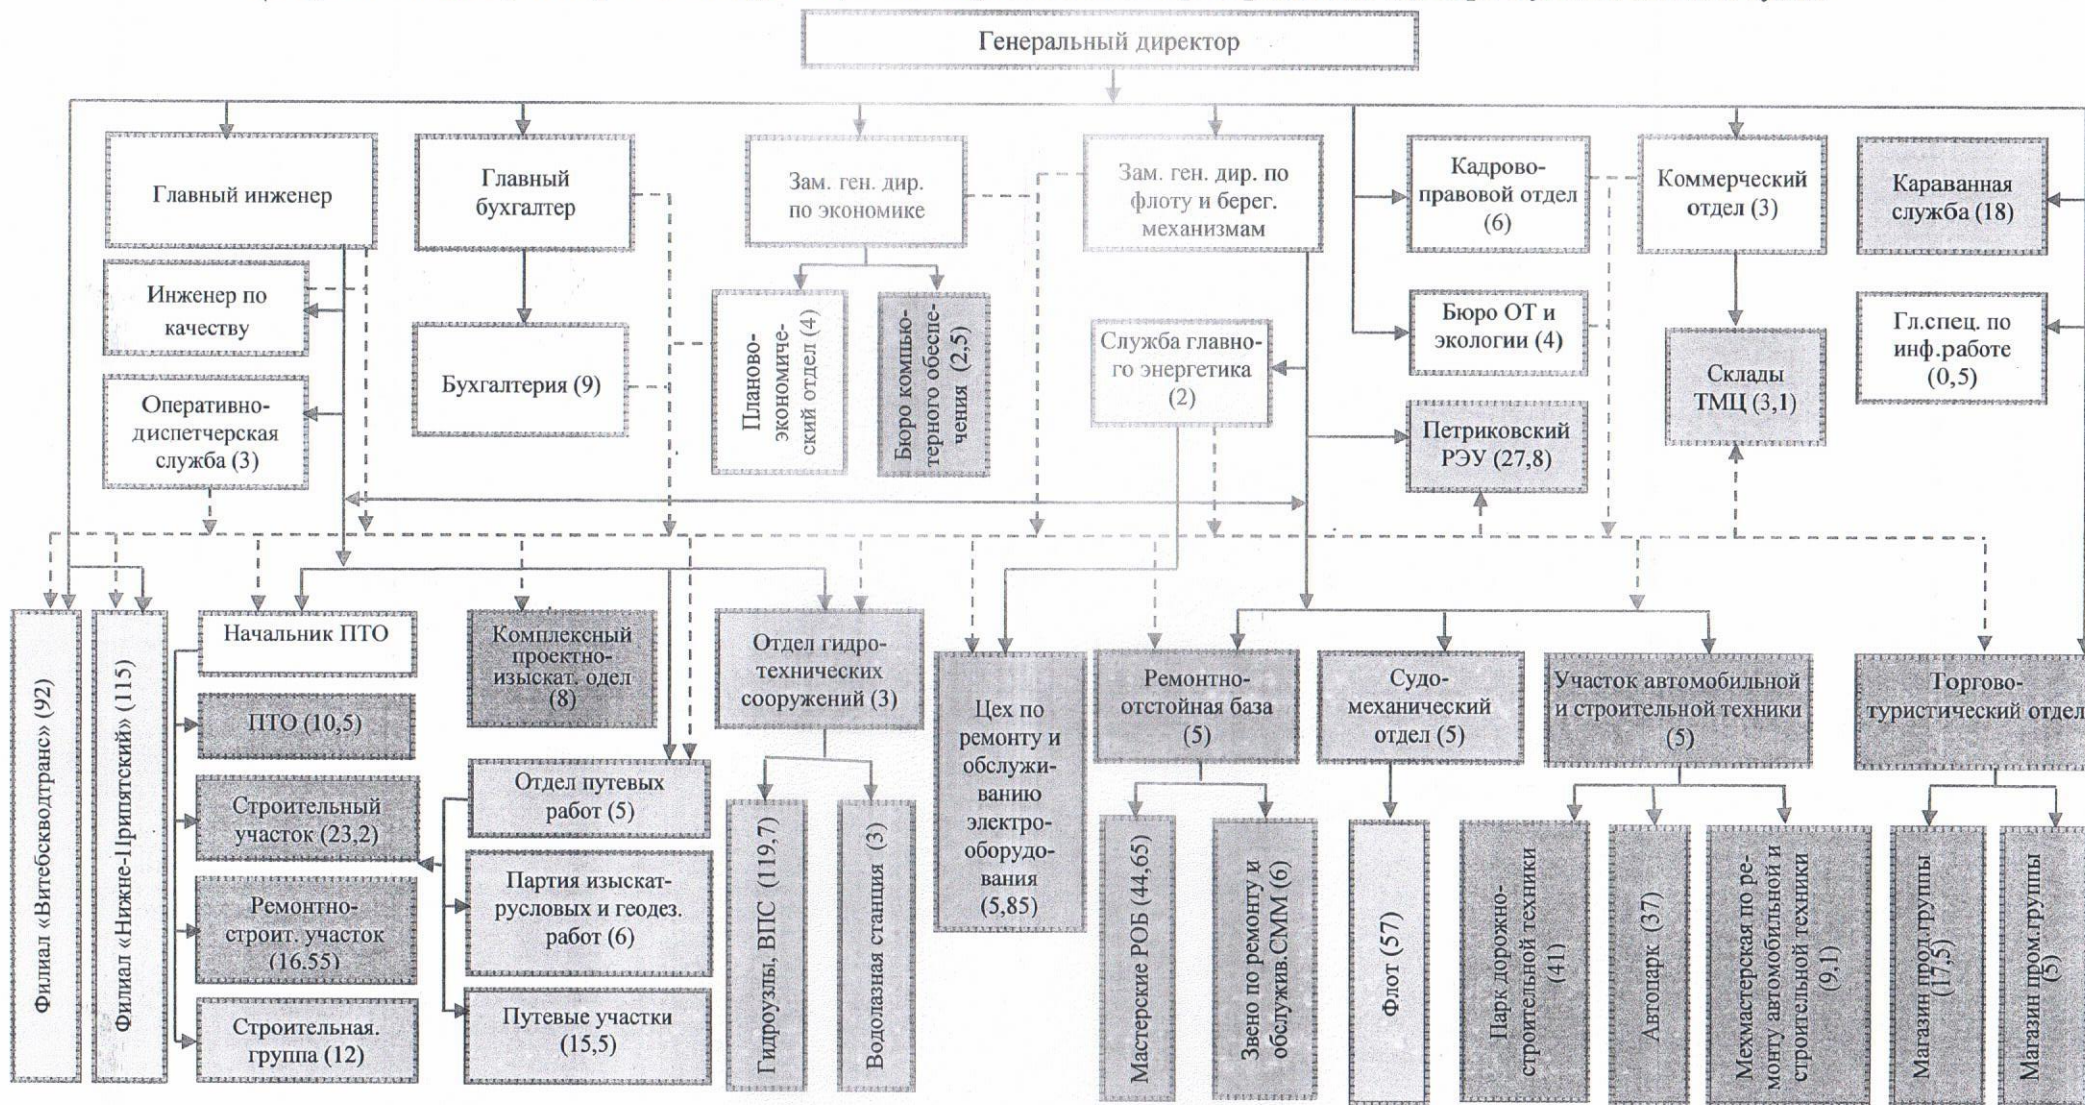 Генеральный директор
Главный инженер
Главный
бухгалтер
Зам. ген. дир.
по экономике
Зам. ген. дир. по
флоту и берег.
механизмам
Кадрово-
правовой отдел
(6)
Коммерческий
отдел (3)
Караванная
служба (18)
Инженер по
качеству
Оперативно-
диспетчерская
служба (3)
Бухгалтерия (9)
Планово-
экономиче-
ский отдел (4)
Бюро компью-
терного обеспе-
чения (2,5)
Служба главно-
го энергетика
(2)
Бюро ОТ и
экологии (4)
Петриковский
РЭУ (27,8)
Склады
ТМЦ (3,1)
Гл.спец. по
инф.работе
(0,5)
Филиал «Витебскводтранс» (92)
Филиал «Нижне-Припятский» (115)
Начальник ПТО
ПТО (10,5)
Строительный
участок (23,2)
Ремонтно-
строит. участок
(16,55)
Строительная.
группа (12)
Комплексный
проектно-
изыскат. одел
(8)
Отдел путевых
работ (5)
Партия изыскат-
русловых и геодез.
работ (6)
Путевые участки
(15,5)
Отдел гидро-
технических
сооружений (3)
Гидроузлы, ВПС (119,7)
Водолазная станция (3)
Цех по
ремонту и
обслужи-
ванию
электро-
оборудо-
вания
(5,85)
Ремонтно-
отстойная база
(5)
Мастерские РОБ (44,65)
Звено по ремонту и
обслужив.СММ (6)
Судо-
механический
отдел (5)
Флот (57)
Участок автомобильной
и строительной техники
(5)
Парк дорожно-
строительной техники
(41)
Автопарк (37)
Мехмастерская по ре-
монту автомобильной и
строительной техники
(9,1)
Торгово-
туристический отдел
Магазин прод.группы
(17,5)
Магазин пром.группы
(5)